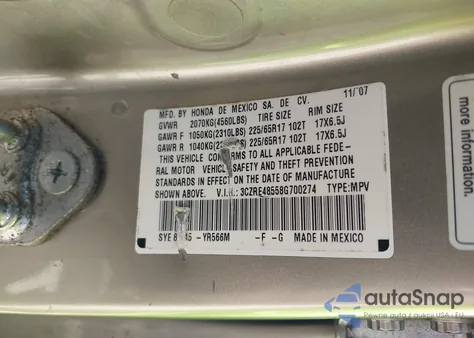 11/'07
MFD. BY HONDA DE MEXICO SA. DE CV.
GVWR 2070KG(4560LBS) TIRE SIZE RIM SIZE
GAWR F 1050KG(2310LBS) 225/65R17 102T 17X6.5J
GAWR R 1040KG 225/65R17 102T 17X6.5J
THIS VEHICLE CONFORMS TO ALL APPLICABLE FEDE-
RAL MOTOR VEHICLE SAFETY AND THEFT PREVENTION
STANDARDS IN EFFECT ON THE DATE OF MANUFACTURE
SHOWN ABOVE. V.I.N.: 3CZRE48558G700274 TYPE:MPV
SYE -YR566M -F -G MADE IN MEXICO
autoSnap